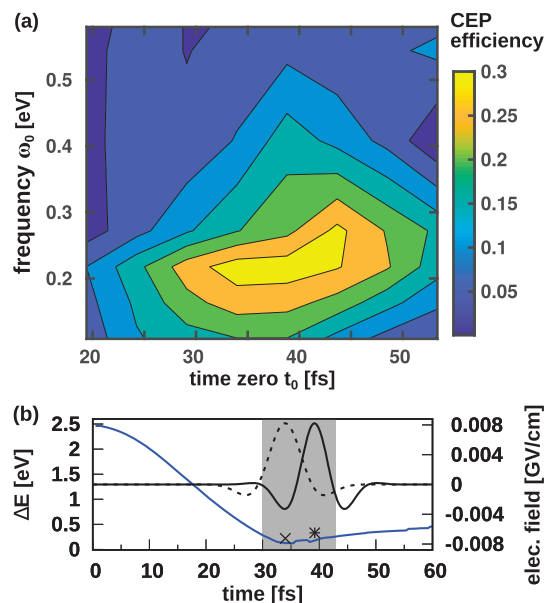 (a)
CEP
efficiency
frequency ω0 [eV]
0.5
0.4
0.3
0.2
20 30 40 50
time zero t0 [fs]
0.3
0.25
0.2
0.15
0.1
0.05
(b)
ΔE [eV]
2.5
2
1.5
1
0.5
0
0 10 20 30 40 50 60
time [fs]
0.008
0.004
0
-0.004
-0.008
elec. field [GV/cm]